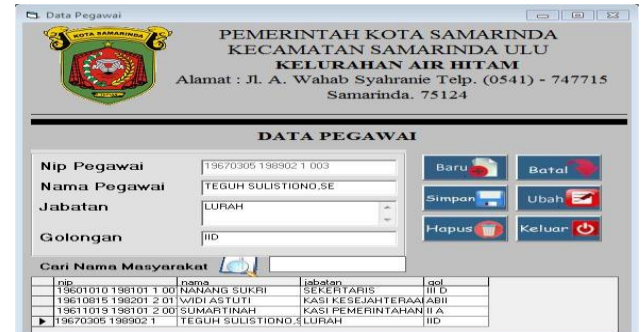 Data Pegawai
KOTA SAMARINDA
PEMERINTAH KOTA SAMARINDA
KECAMATAN SAMARINDA ULU
KELURAHAN AIR HITAM
Alamat : Jl. A. Wahab Syahranie Telp. (0541) - 747715
Samarinda. 75124
DATA PEGAWAI
Nip Pegawai 19670305 198902 1 003
Nama Pegawai TEGUH SULISTIONO,SE
Jabatan LURAH
Golongan IIID
Baru Batal
Simpan Ubah
Hapus Keluar
Cari Nama Masyarakat
nip nama jabatan gol
19601010 198101 1 00 NANANG SUKRI SEKERTARIS III D
19610815 198201 2 01 WIDI ASTUTI KASI KESEJAHTERAA ABII
19611019 198101 2 00 SUMARTINAH KASI PEMERINTAHAN II A
19670305 198902 1 TEGUH SULISTIONO,S LURAH IIID